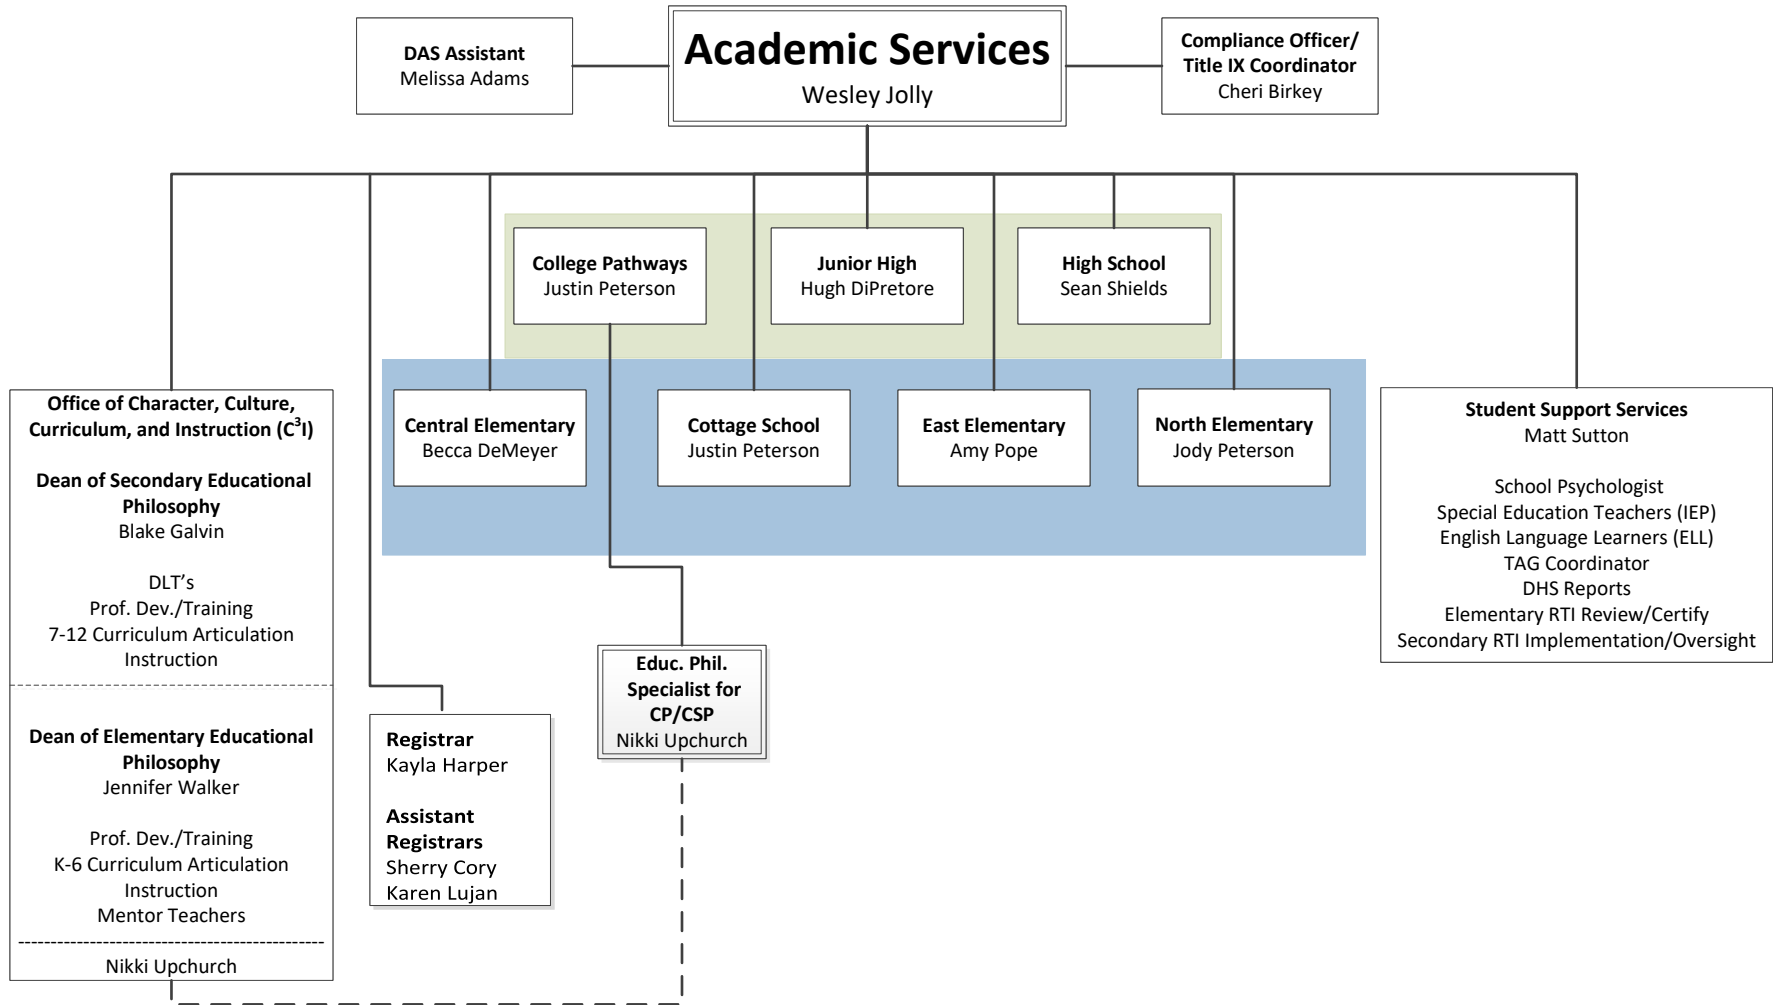 DAS Assistant
Melissa Adams
Academic Services
Wesley Jolly
Compliance Officer/
Title IX Coordinator
Cheri Birkey
College Pathways
Justin Peterson
Junior High
Hugh DiPretore
High School
Sean Shields
Central Elementary
Becca DeMeyer
Cottage School
Justin Peterson
East Elementary
Amy Pope
North Elementary
Jody Peterson
Office of Character, Culture,
Curriculum, and Instruction (C³I)
Dean of Secondary Educational
Philosophy
Blake Galvin
DLT’s
Prof. Dev./Training
7-12 Curriculum Articulation
Instruction
Dean of Elementary Educational
Philosophy
Jennifer Walker
Prof. Dev./Training
K-6 Curriculum Articulation
Instruction
Mentor Teachers
Nikki Upchurch
Registrar
Kayla Harper
Assistant
Registrars
Sherry Cory
Karen Lujan
Educ. Phil.
Specialist for
CP/CSP
Nikki Upchurch
Student Support Services
Matt Sutton
School Psychologist
Special Education Teachers (IEP)
English Language Learners (ELL)
TAG Coordinator
DHS Reports
Elementary RTI Review/Certify
Secondary RTI Implementation/Oversight